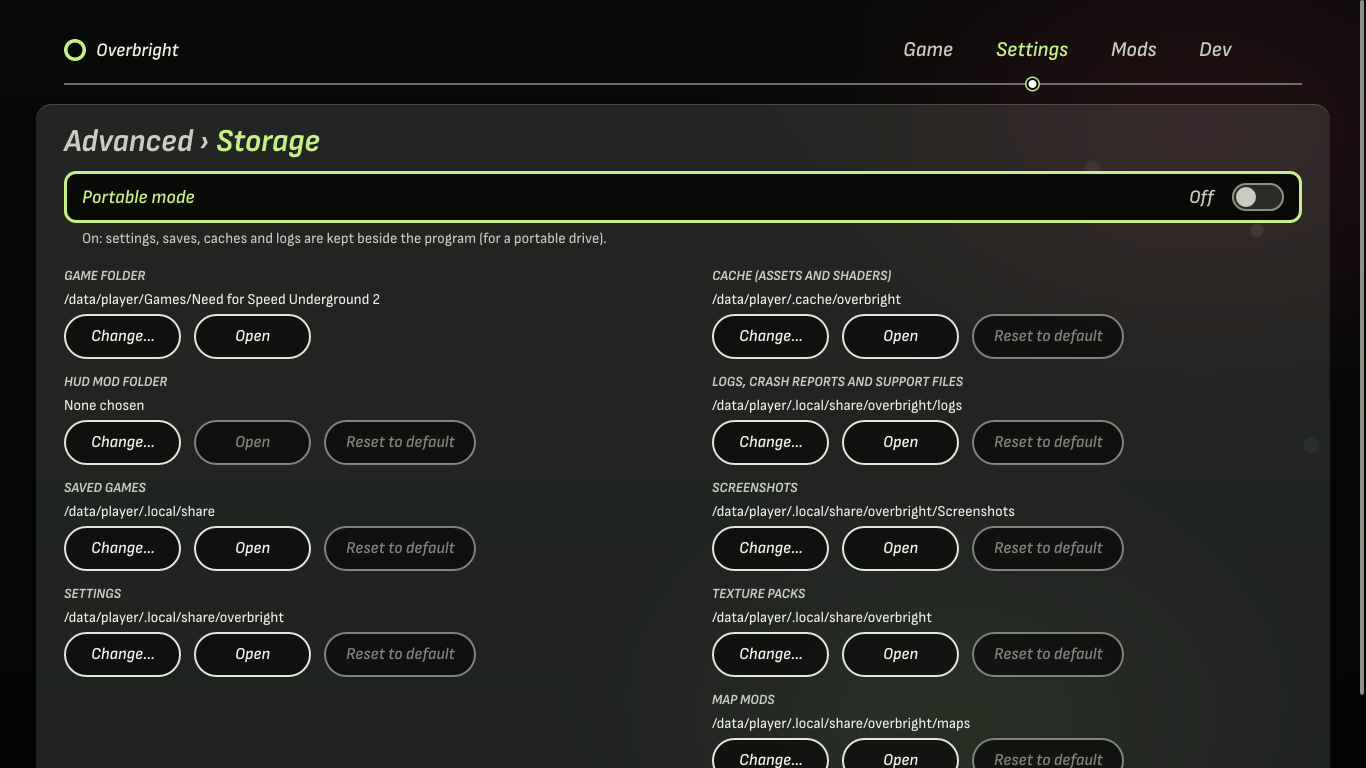 Overbright
Game Settings Mods Dev
Advanced › Storage
Portable mode Off
On: settings, saves, caches and logs are kept beside the program (for a portable drive).
GAME FOLDER
/data/player/Games/Need for Speed Underground 2
Change... Open
HUD MOD FOLDER
None chosen
Change... Open Reset to default
SAVED GAMES
/data/player/.local/share
Change... Open Reset to default
SETTINGS
/data/player/.local/share/overbright
Change... Open Reset to default
CACHE (ASSETS AND SHADERS)
/data/player/.cache/overbright
Change... Open Reset to default
LOGS, CRASH REPORTS AND SUPPORT FILES
/data/player/.local/share/overbright/logs
Change... Open Reset to default
SCREENSHOTS
/data/player/.local/share/overbright/Screenshots
Change... Open Reset to default
TEXTURE PACKS
/data/player/.local/share/overbright
Change... Open Reset to default
MAP MODS
/data/player/.local/share/overbright/maps
Change... Open Reset to default